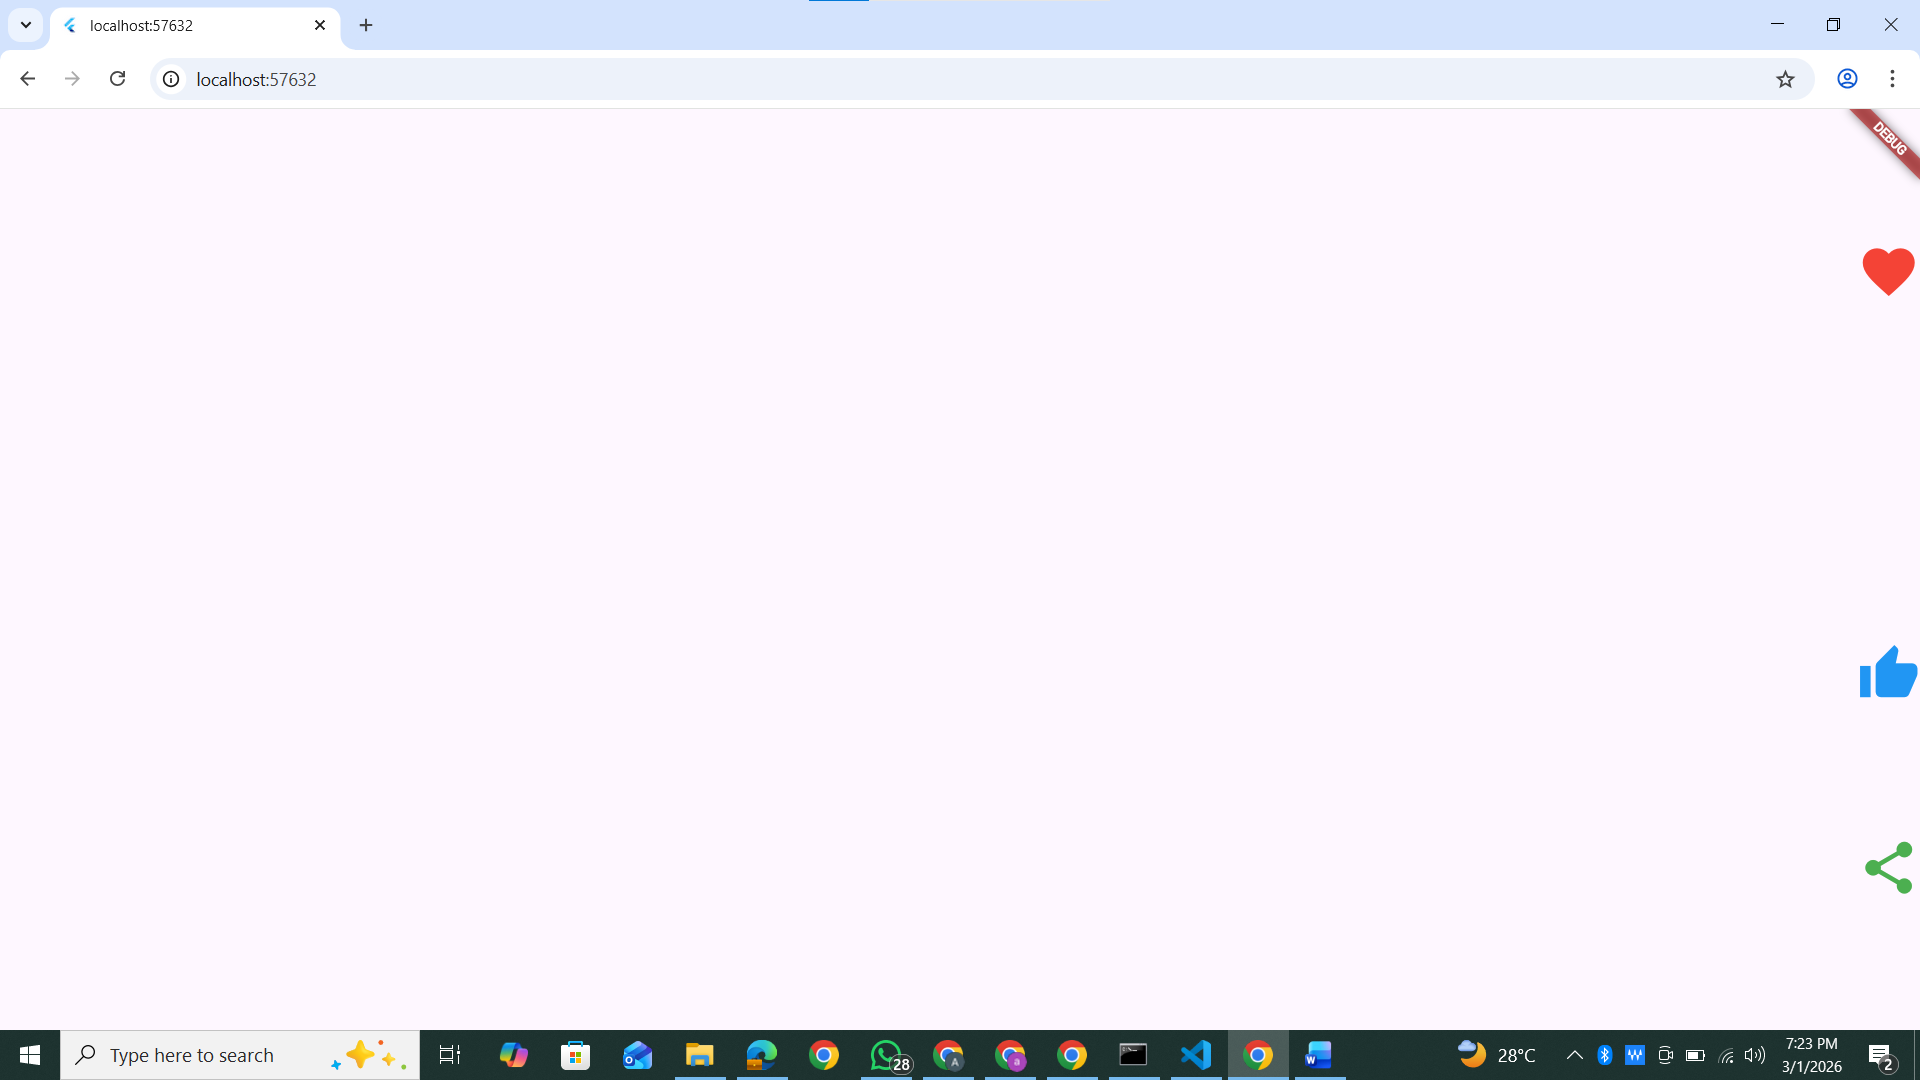 localhost:57632
localhost:57632
DEBUG
Type here to search
28
A
a
W
28°C
7:23 PM
3/1/2026
2